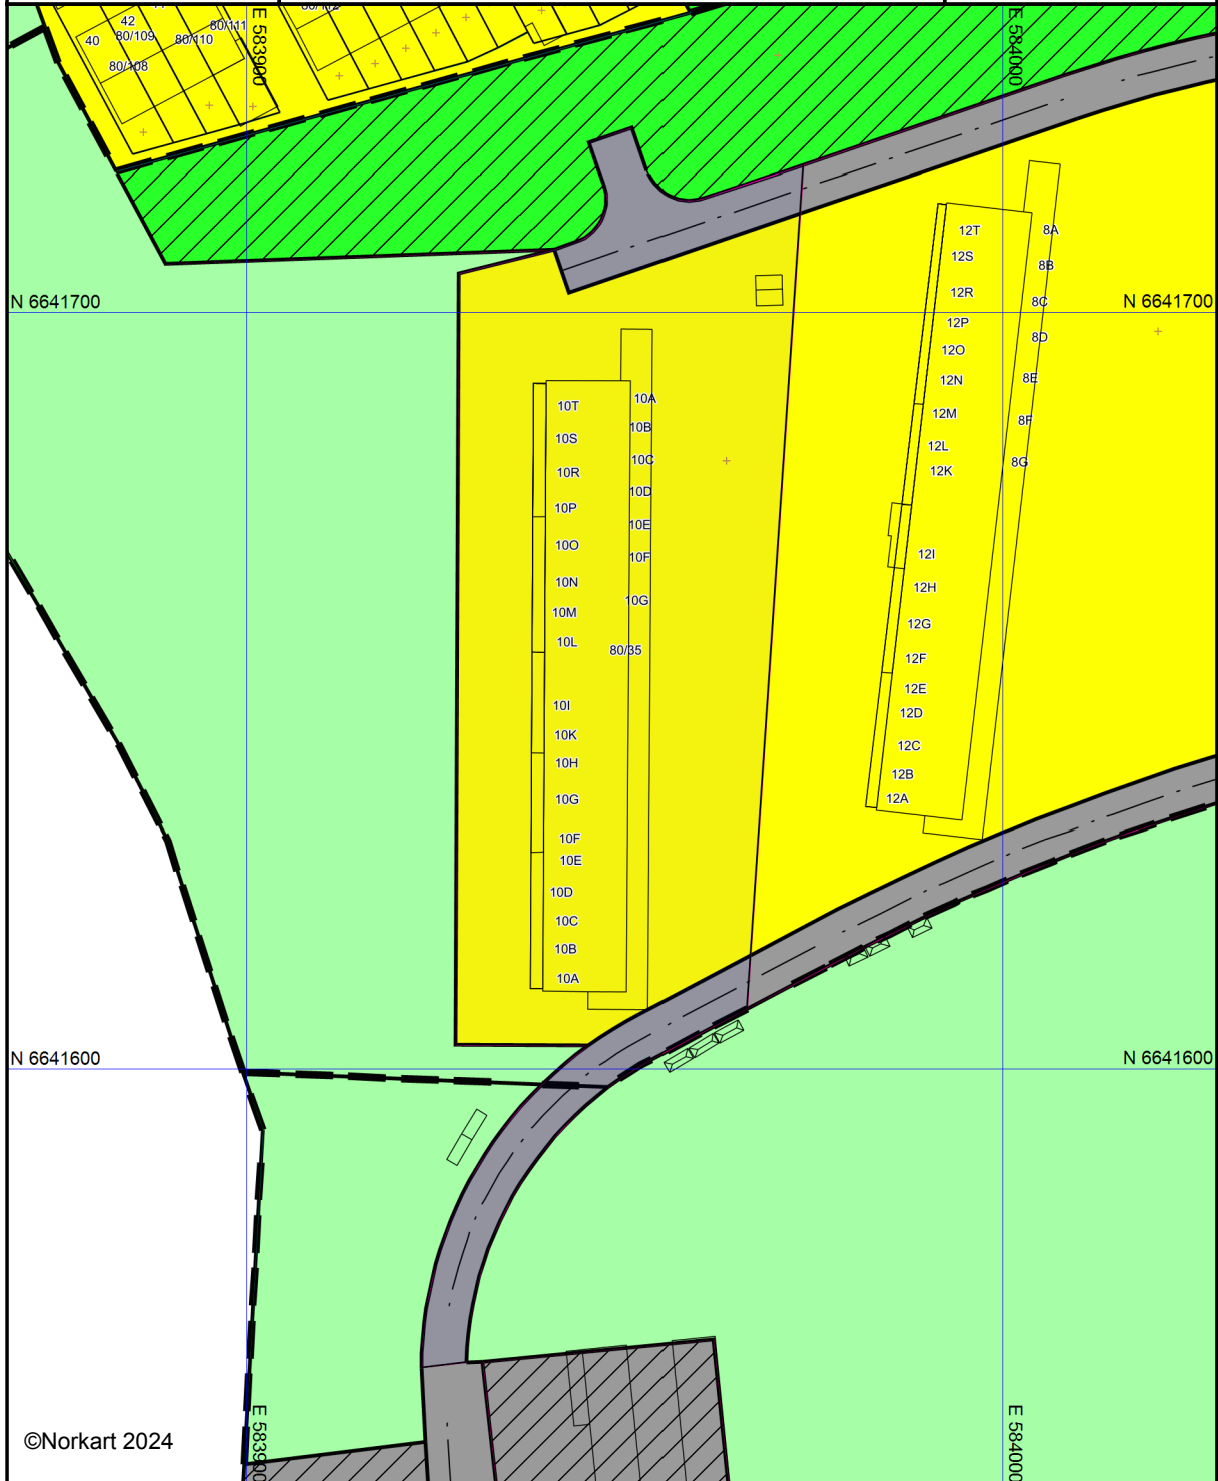 42
40
80/109
80/110
80/111
80/108
E 583900
E 584000
N 6641700
N 6641700
12T
12S
12R
12P
12O
12N
12M
12L
12K
12I
12H
12G
12F
12E
12D
12C
12B
12A
8A
8B
8C
8D
8E
8F
8G
10T
10S
10R
10P
10O
10N
10M
10L
10I
10K
10H
10G
10F
10E
10D
10C
10B
10A
10A
10B
10C
10D
10E
10F
10G
80/35
N 6641600
N 6641600
E 583900
E 584000
©Norkart 2024